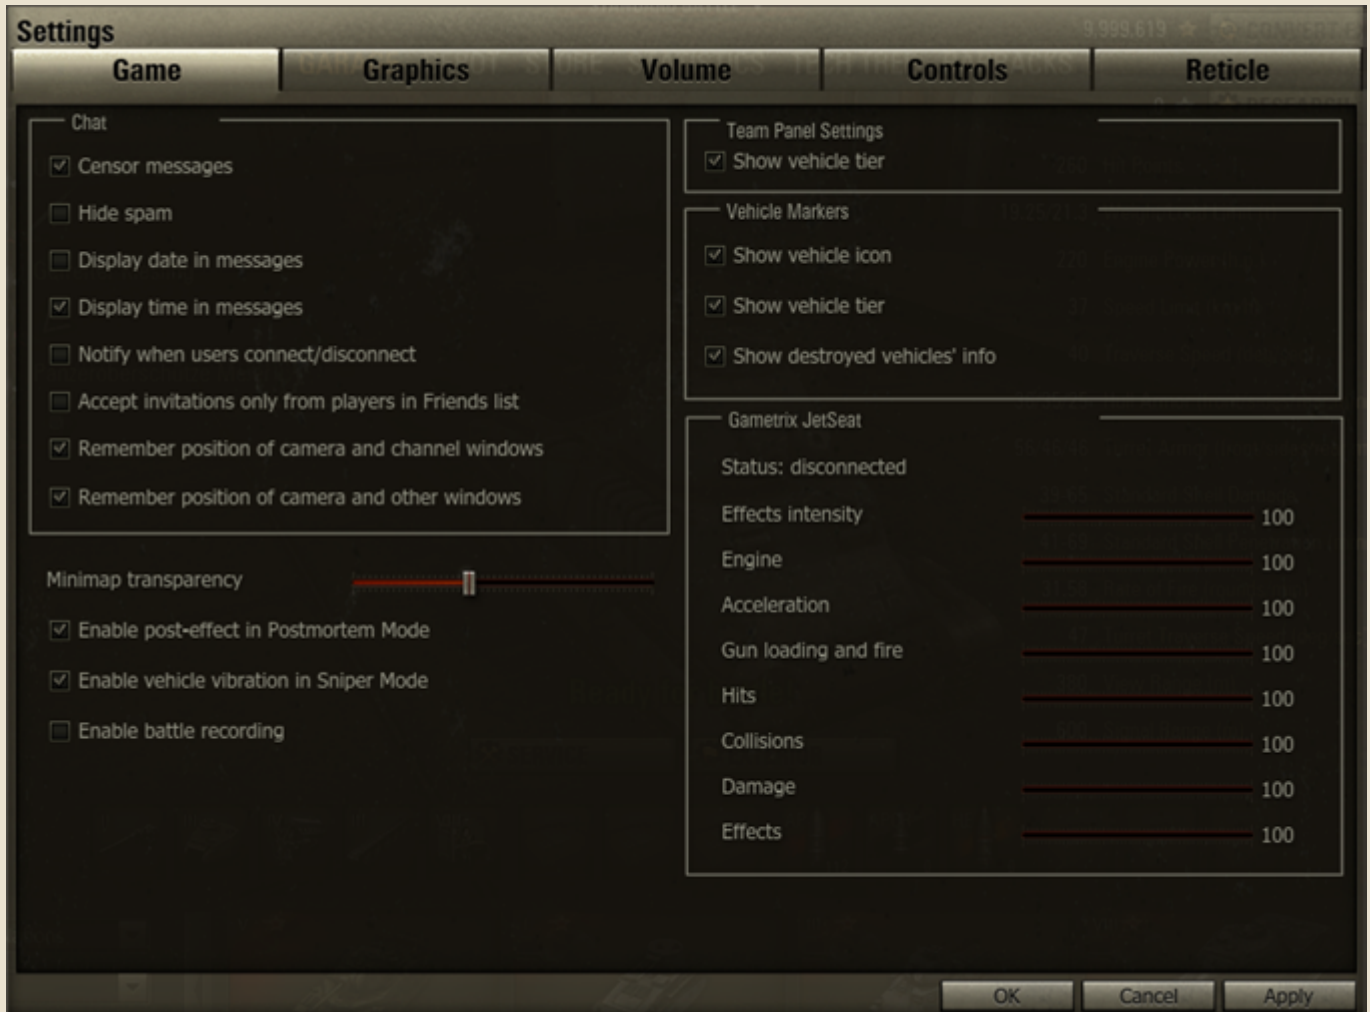 Settings
9.999.619
CONVERT
Game
Graphics
Volume
Controls
Reticle
Chat
Censor messages
Hide spam
Display date in messages
Display time in messages
Notify when users connect/disconnect
Accept invitations only from players in Friends list
Remember position of camera and channel windows
Remember position of camera and other windows
Minimap transparency
Enable post-effect in Postmortem Mode
Enable vehicle vibration in Sniper Mode
Enable battle recording
Team Panel Settings
Show vehicle tier
Vehicle Markers
Show vehicle icon
Show vehicle tier
Show destroyed vehicles' info
Gametrix JetSeat
Status: disconnected
Effects intensity 100
Engine 100
Acceleration 100
Gun loading and fire 100
Hits 100
Collisions 100
Damage 100
Effects 100
OK
Cancel
Apply